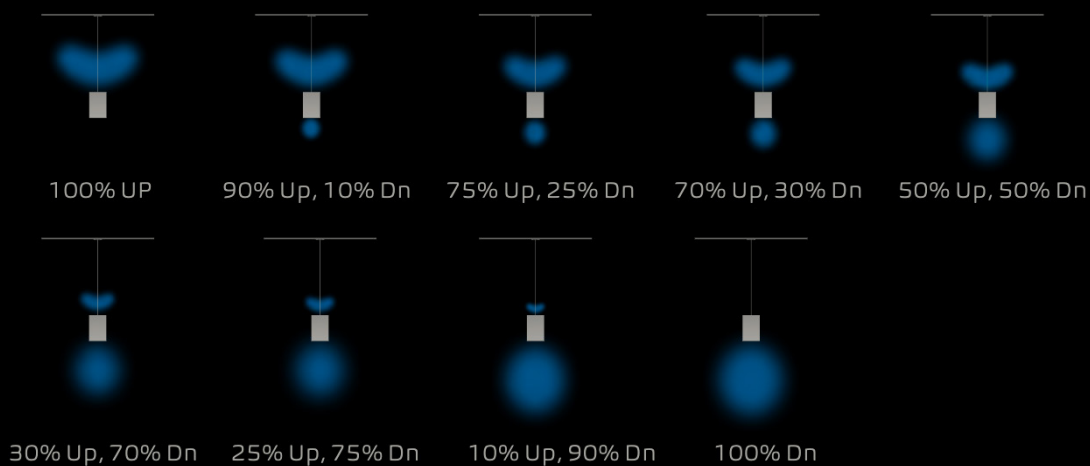 100% UP
90% Up, 10% Dn
75% Up, 25% Dn
70% Up, 30% Dn
50% Up, 50% Dn
30% Up, 70% Dn
25% Up, 75% Dn
10% Up, 90% Dn
100% Dn